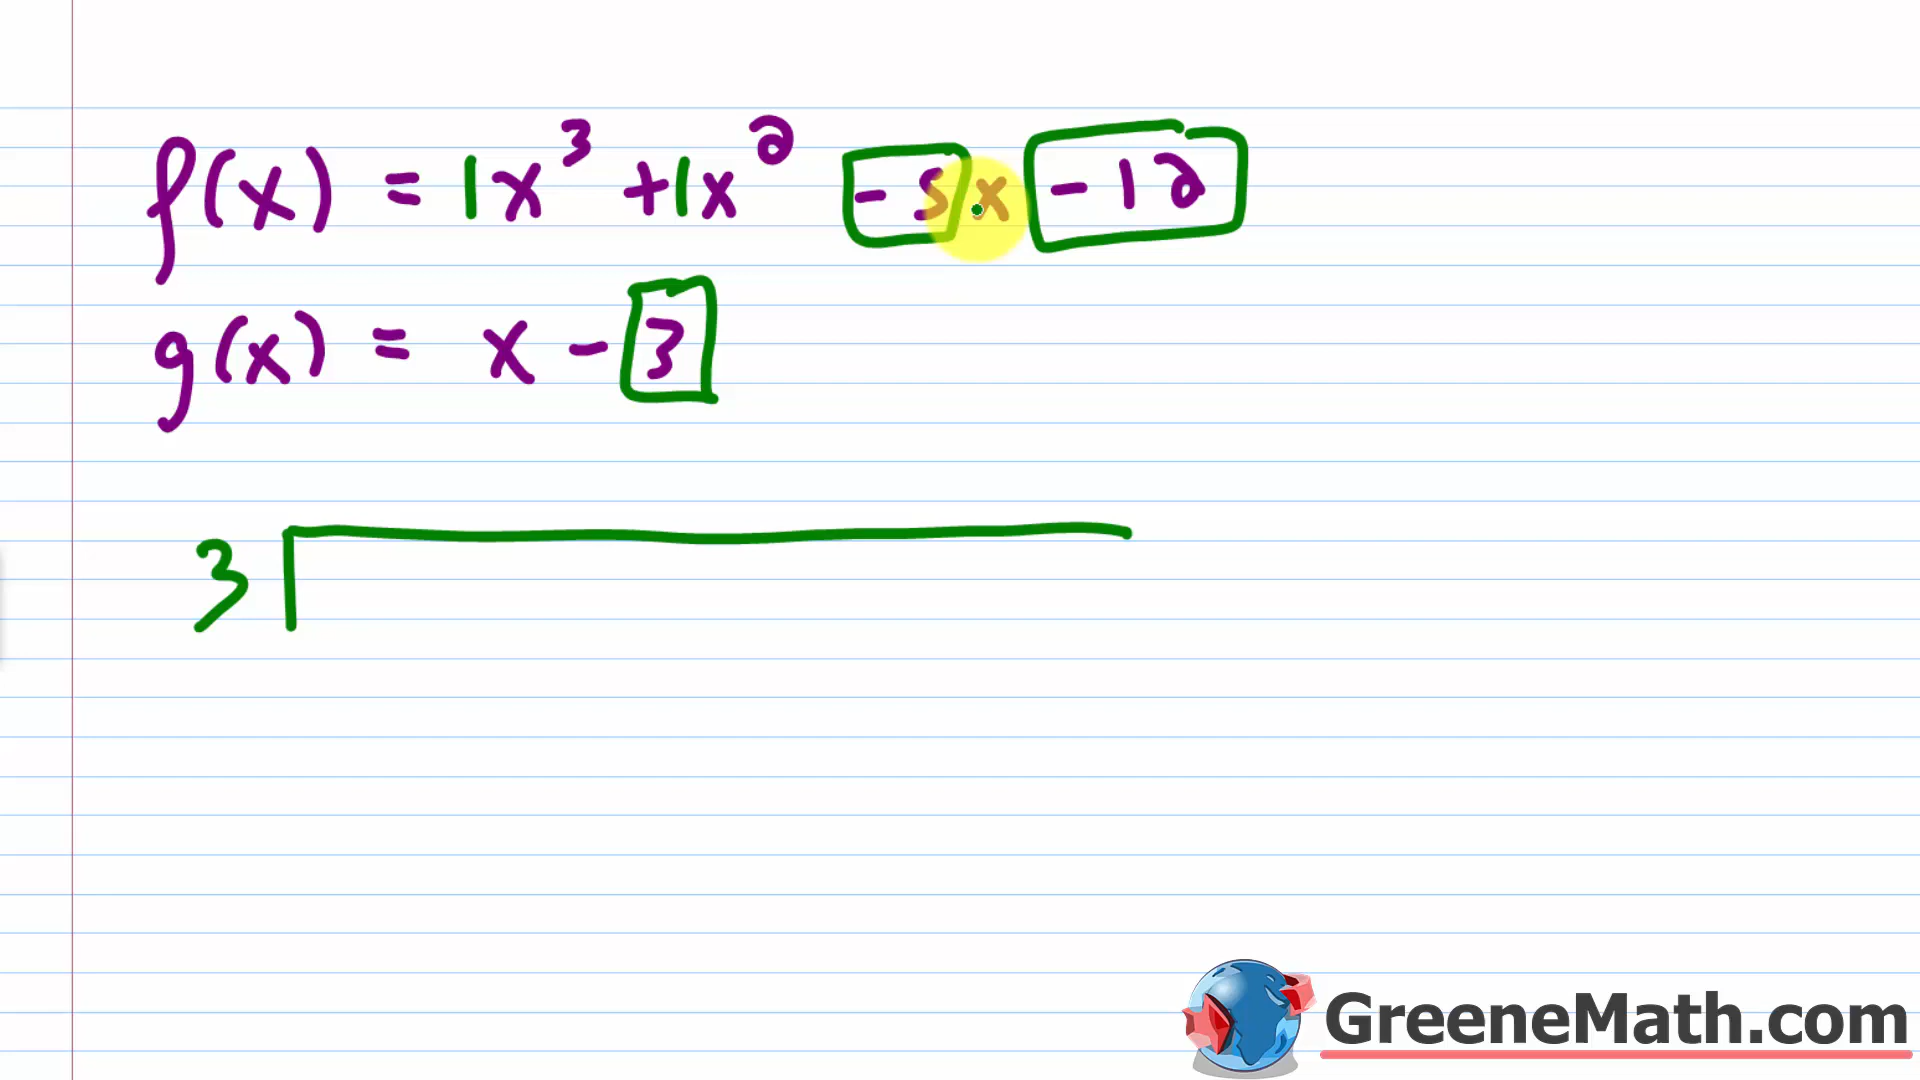 f(x) = 1x³ + 1x² - 5x - 12
g(x) = x - 3
3
GreeneMath.com